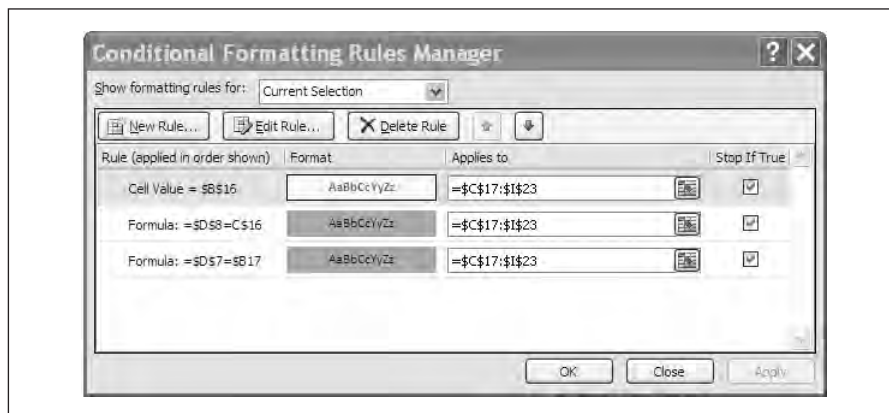 Conditional Formatting Rules Manager
Show formatting rules for: Current Selection
New Rule... Edit Rule... Delete Rule
Rule (applied in order shown) Format Applies to Stop If True
Cell Value = $B$16 AaBbCcYyZz =$C$17:$I$23
Formula: =$D$8=C$16 AaBbCcYyZz =$C$17:$I$23
Formula: =$D$7=$B17 AaBbCcYyZz =$C$17:$I$23
OK Close Apply